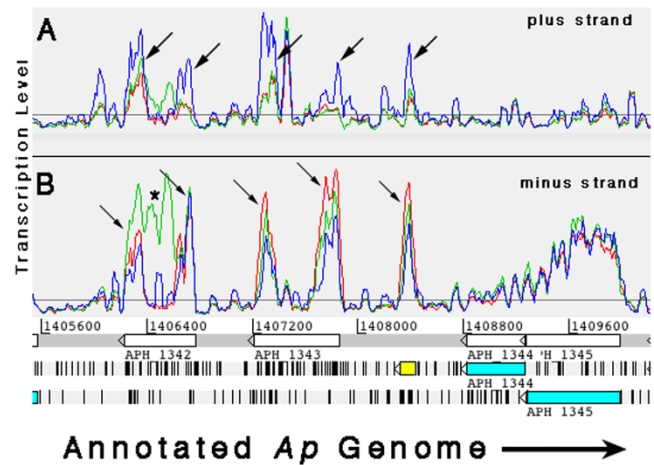 A
plus strand
Transcription Level
B
*
minus strand
1405600 1406400 1407200 1408000 1408800 1409600
APH 1342 APH 1343 APH 1344 'H 1345
APH 1344
APH 1345
Annotated Ap Genome